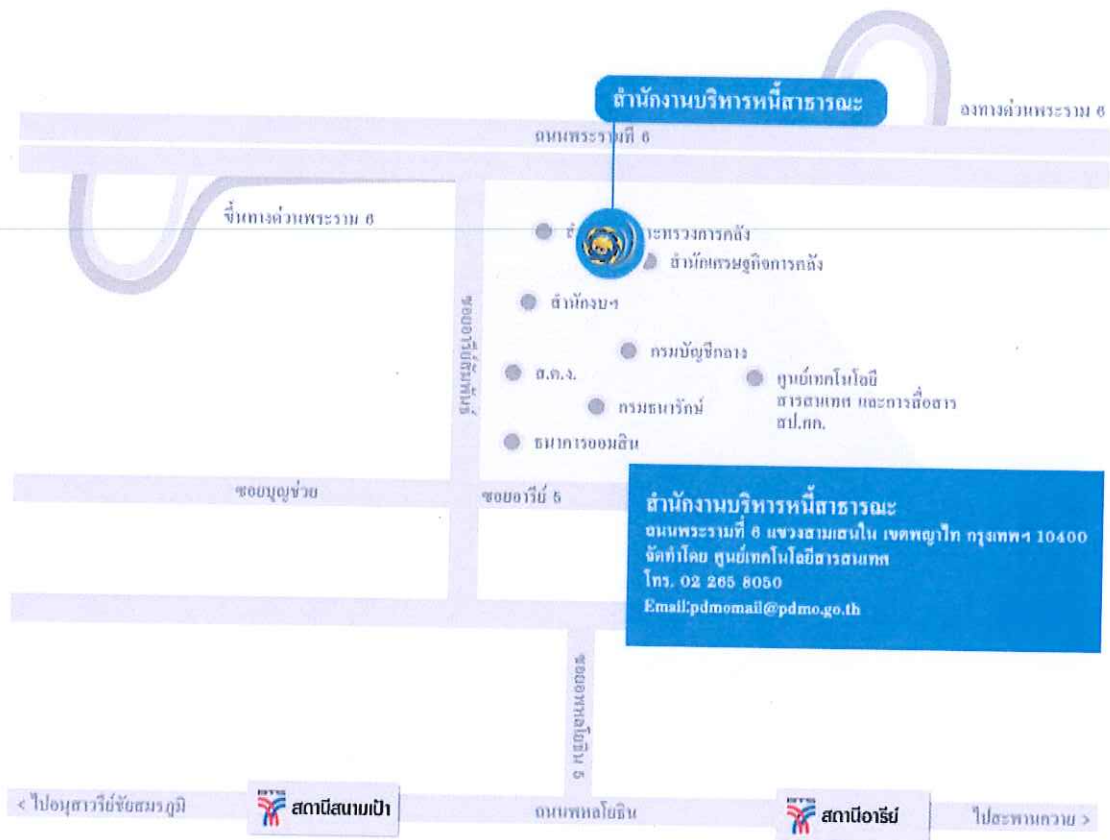 สำนักงานบริหารหนี้สาธารณะ
ลงทางด่วนพระราม 6
ถนนพระรามที่ 6
ขึ้นทางด่วนพระราม 6
กระทรวงการคลัง
สำนักเศรษฐกิจการคลัง
สำนักงบฯ
ซอยอารีย์สัมพันธ์
กรมบัญชีกลาง
ส.ต.ง.
ศูนย์เทคโนโลยี
สารสนเทศ และการสื่อสาร
สป.กค.
กรมธนารักษ์
ธนาคารออมสิน
ซอยบุญช่วย
ซอยอารีย์ 5
สำนักงานบริหารหนี้สาธารณะ
ถนนพระรามที่ 6 แขวงสามเสนใน เขตพญาไท กรุงเทพฯ 10400
จัดทำโดย ศูนย์เทคโนโลยีสารสนเทศ
โทร. 02 265 8050
Email:pdmomail@pdmo.go.th
ซอยพหลโยธิน 5
< ไปอนุสาวรีย์ชัยสมรภูมิ
BTS
สถานีสนามเป้า
ถนนพหลโยธิน
BTS
สถานีอารีย์
ไปสะพานควาย >